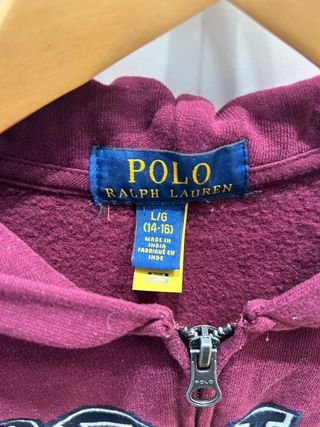 POLO
RALPH LAUREN
L/G
(14-16)
MADE IN
INDIA
FABRIQUÉ EN
INDE
POLO